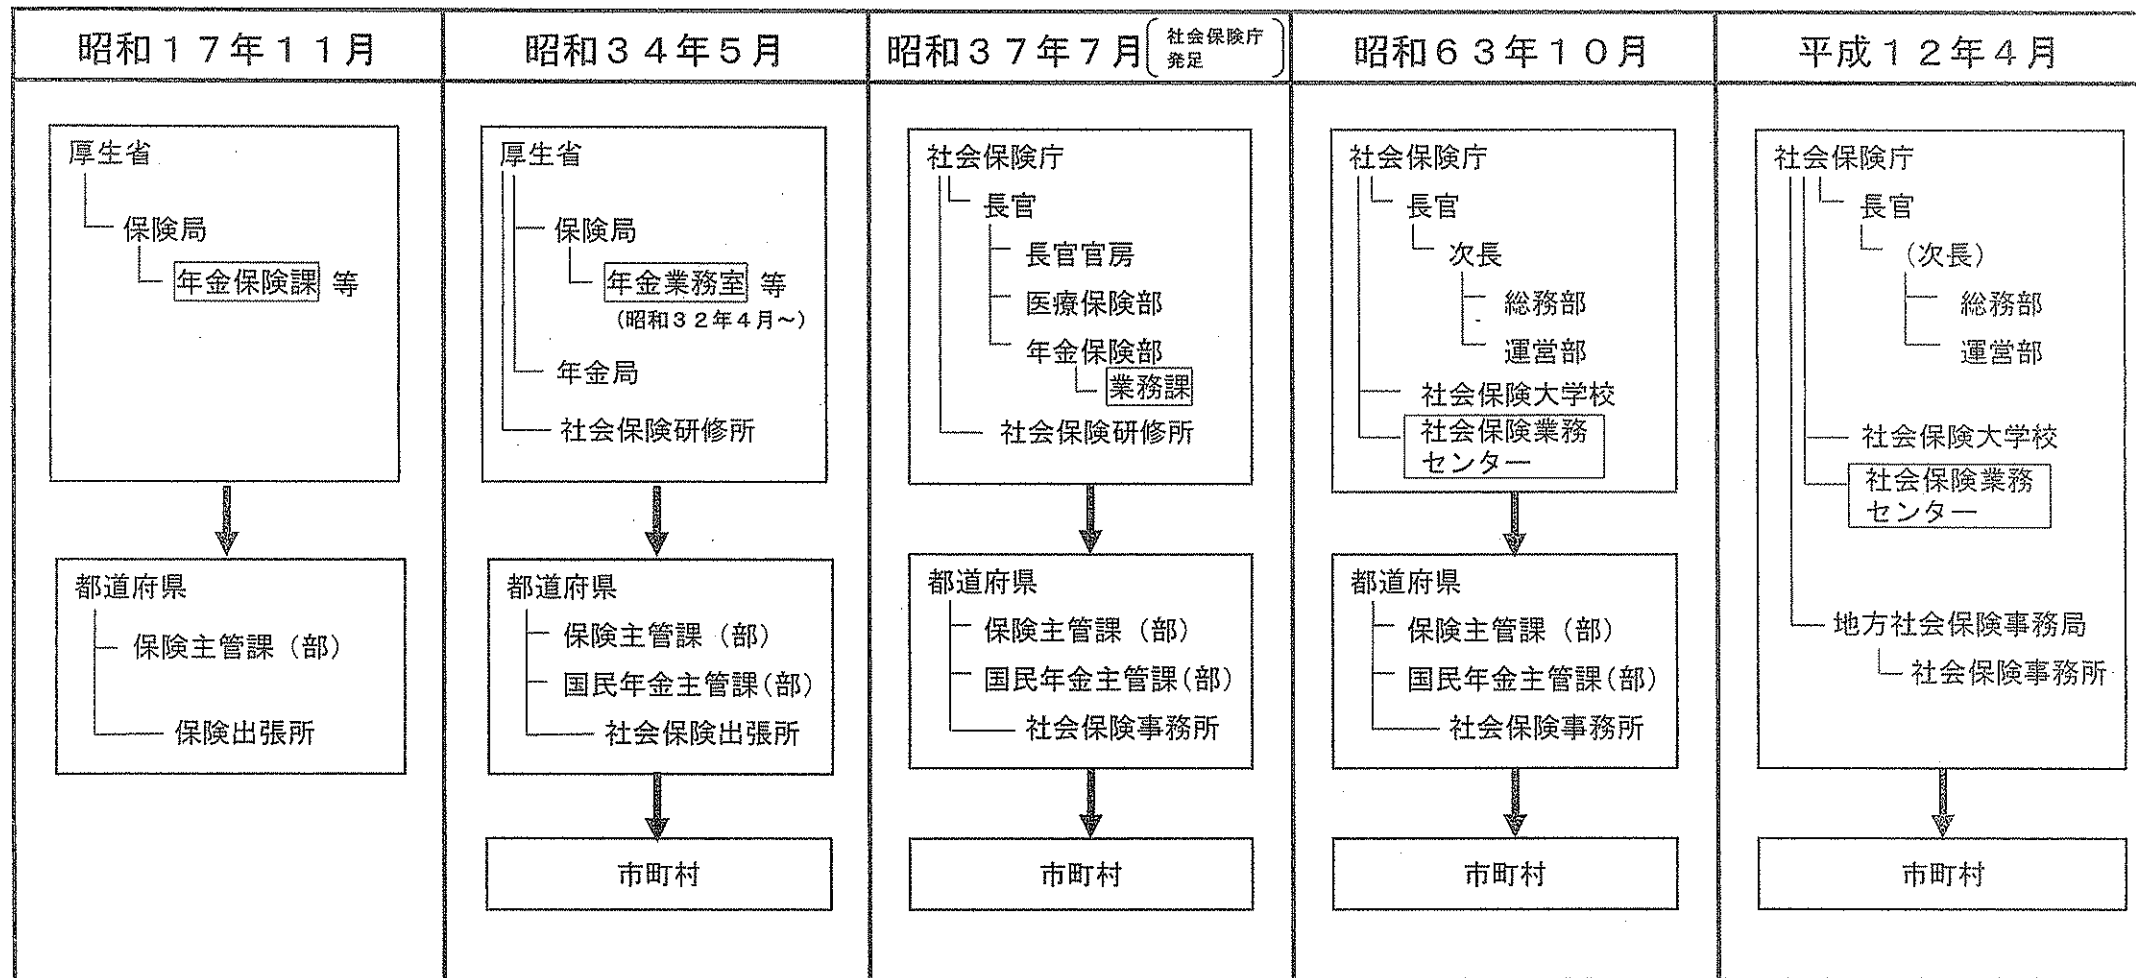 昭和１７年１１月
昭和３４年５月
昭和３７年７月
社会保険庁
発足
昭和６３年１０月
平成１２年４月
厚生省
保険局
年金保険課 等
都道府県
保険主管課（部）
保険出張所
厚生省
保険局
年金業務室 等
（昭和３２年４月～）
年金局
社会保険研修所
都道府県
保険主管課（部）
国民年金主管課（部）
社会保険出張所
市町村
社会保険庁
長官
長官官房
医療保険部
年金保険部
業務課
社会保険研修所
都道府県
保険主管課（部）
国民年金主管課（部）
社会保険事務所
市町村
社会保険庁
長官
次長
総務部
運営部
社会保険大学校
社会保険業務
センター
都道府県
保険主管課（部）
国民年金主管課（部）
社会保険事務所
市町村
社会保険庁
長官
（次長）
総務部
運営部
社会保険大学校
社会保険業務
センター
地方社会保険事務局
社会保険事務所
市町村